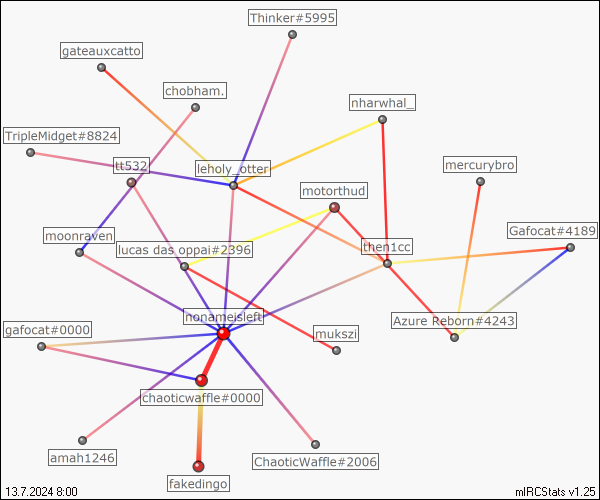 Thinker#5995
gateauxcatto
chobham.
nharwhal_
TripleMidget#8824
tt532
leholy_otter
mercurybro
motorthud
Gafocat#4189
moonraven
lucas das oppai#2396
then1cc
nonameisleft
Azure Reborn#4243
gafocat#0000
mukszi
chaoticwaffle#0000
amah1246
ChaoticWaffle#2006
fakedingo
13.7.2024 8:00
mIRCStats v1.25